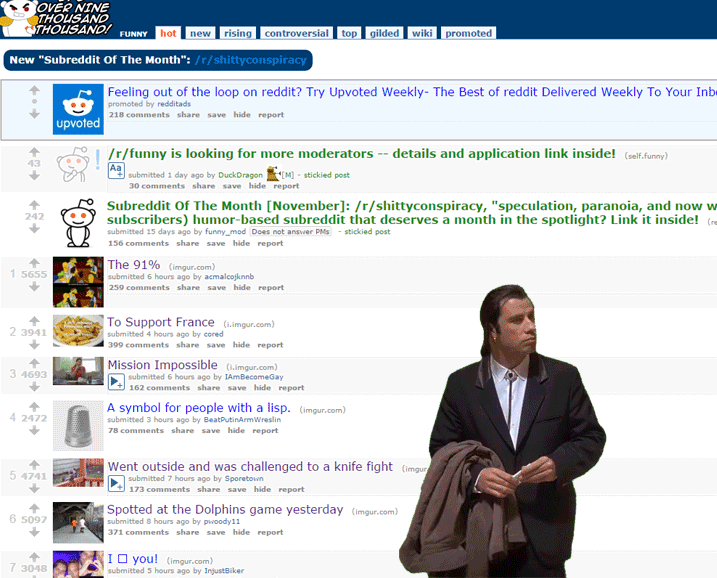 OVER NINE
THOUSAND
THOUSAND!
FUNNY hot new rising controversial top gilded wiki promoted
New "Subreddit Of The Month": /r/shittyconspiracy
Feeling out of the loop on reddit? Try Upvoted Weekly- The Best of reddit Delivered Weekly To Your Inb
promoted by redditads
218 comments share save hide report
upvoted
/r/funny is looking for more moderators -- details and application link inside! (self.funny)
43
Aa submitted 1 day ago by DuckDragon [M] - stickied post
30 comments share save hide report
Subreddit Of The Month [November]: /r/shittyconspiracy, "speculation, paranoia, and now w
242 subscribers) humor-based subreddit that deserves a month in the spotlight? Link it inside! (re
submitted 15 days ago by funny_mod Does not answer PMs - stickied post
156 comments share save hide report
The 91% (imgur.com)
1 5655 submitted 6 hours ago by acmalcojknnb
259 comments share save hide report
To Support France (i.imgur.com)
2 3941 submitted 4 hours ago by cored
399 comments share save hide report
Mission Impossible (i.imgur.com)
3 4693 submitted 6 hours ago by IAmBecomeGay
162 comments share save hide report
A symbol for people with a lisp. (imgur.com)
4 2472 submitted 3 hours ago by BeatPutinArmWreslin
78 comments share save hide report
Went outside and was challenged to a knife fight (imgu
5 4741 submitted 7 hours ago by Sporetown
173 comments share save hide report
Spotted at the Dolphins game yesterday (imgur.com)
6 5097 submitted 8 hours ago by pwoody11
371 comments share save hide report
I □ you! (imgur.com)
7 3048 submitted 5 hours ago by InjustBiker